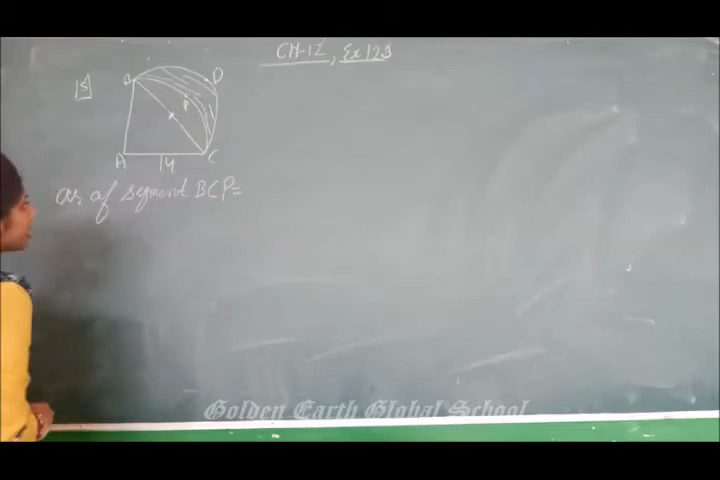 CH-12, Ex 12.3
15
B
D
P
A
14
C
ar. of segment BCP=
Golden Earth Global School